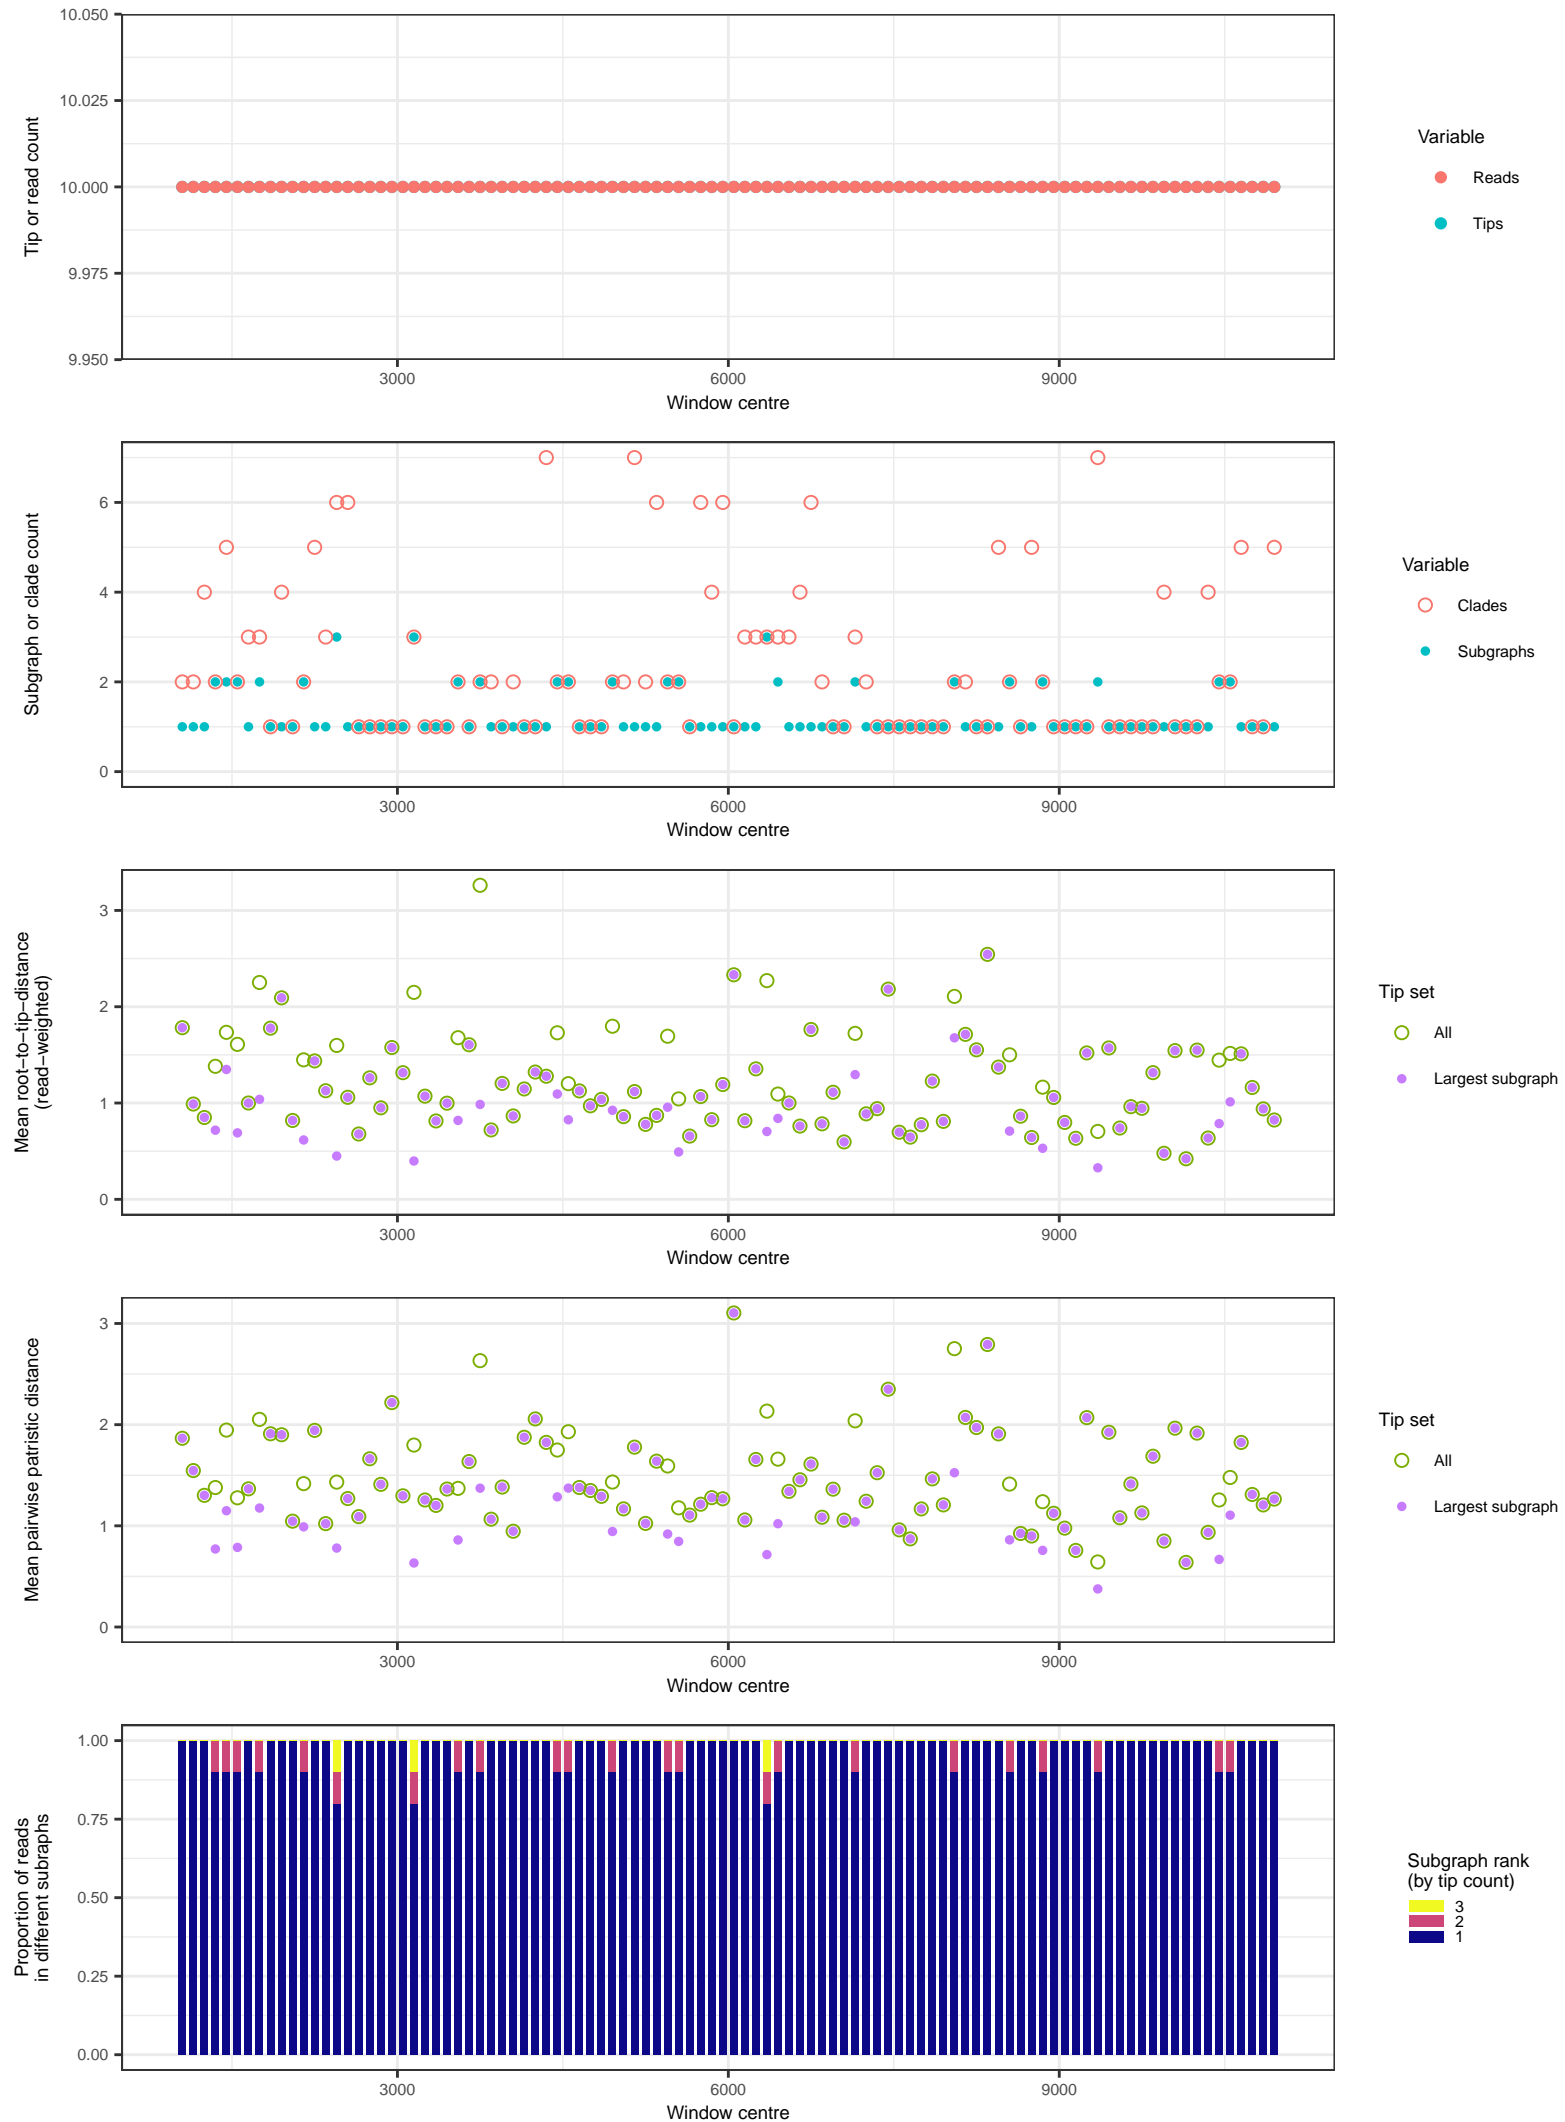 10.050
10.025
10.000
9.975
9.950
Tip or read count
3000 6000 9000
Window centre
Variable
Reads
Tips
6
4
2
0
Subgraph or clade count
3000 6000 9000
Window centre
Variable
Clades
Subgraphs
3
2
1
0
Mean root–to–tip–distance
(read–weighted)
3000 6000 9000
Window centre
Tip set
All
Largest subgraph
3
2
1
0
Mean pairwise patristic distance
3000 6000 9000
Window centre
Tip set
All
Largest subgraph
1.00
0.75
0.50
0.25
0.00
Proportion of reads
in different subraphs
3000 6000 9000
Window centre
Subgraph rank
(by tip count)
3
2
1